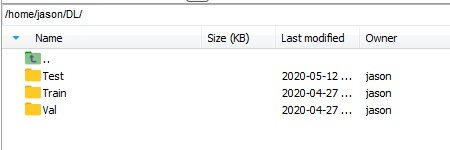 /home/jason/DL/
Name Size (KB) Last modified Owner
..
Test 2020-05-12 ... jason
Train 2020-04-27 ... jason
Val 2020-04-27 ... jason